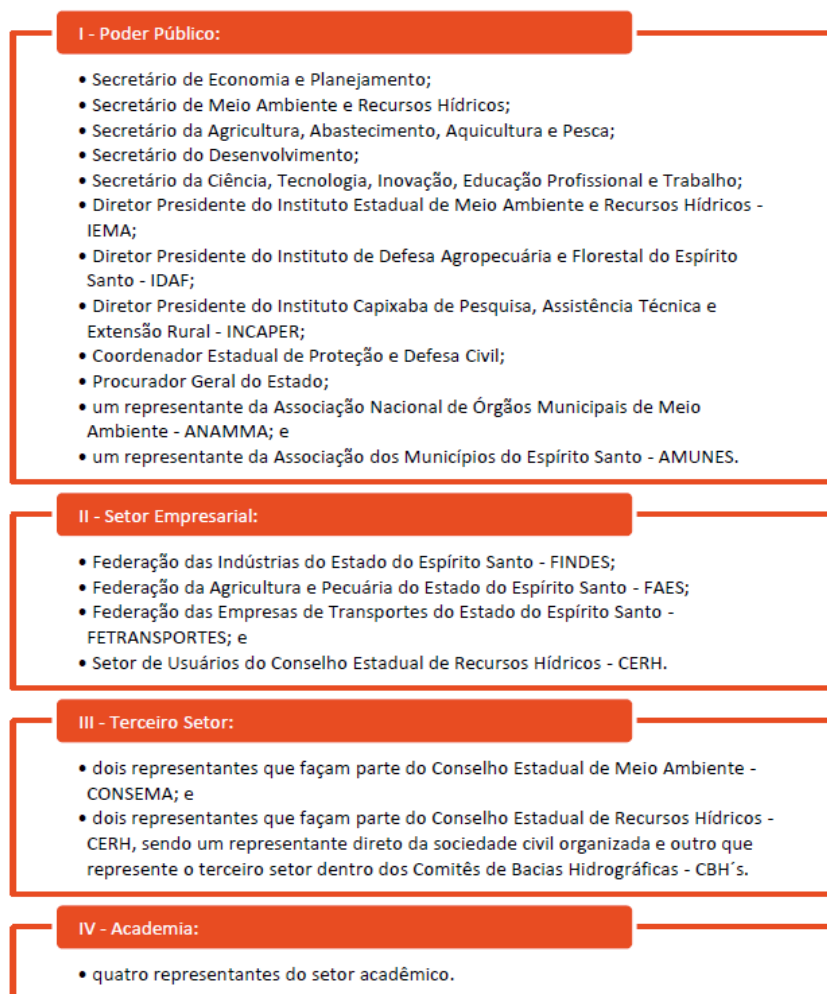 I - Poder Público:
• Secretário de Economia e Planejamento;
• Secretário de Meio Ambiente e Recursos Hídricos;
• Secretário da Agricultura, Abastecimento, Aquicultura e Pesca;
• Secretário do Desenvolvimento;
• Secretário da Ciência, Tecnologia, Inovação, Educação Profissional e Trabalho;
• Diretor Presidente do Instituto Estadual de Meio Ambiente e Recursos Hídricos -
IEMA;
• Diretor Presidente do Instituto de Defesa Agropecuária e Florestal do Espírito
Santo - IDAF;
• Diretor Presidente do Instituto Capixaba de Pesquisa, Assistência Técnica e
Extensão Rural - INCAPER;
• Coordenador Estadual de Proteção e Defesa Civil;
• Procurador Geral do Estado;
• um representante da Associação Nacional de Órgãos Municipais de Meio
Ambiente - ANAMMA; e
• um representante da Associação dos Municípios do Espírito Santo - AMUNES.
II - Setor Empresarial:
• Federação das Indústrias do Estado do Espírito Santo - FINDES;
• Federação da Agricultura e Pecuária do Estado do Espírito Santo - FAES;
• Federação das Empresas de Transportes do Estado do Espírito Santo -
FETRANSPORTES; e
• Setor de Usuários do Conselho Estadual de Recursos Hídricos - CERH.
III - Terceiro Setor:
• dois representantes que façam parte do Conselho Estadual de Meio Ambiente -
CONSEMA; e
• dois representantes que façam parte do Conselho Estadual de Recursos Hídricos -
CERH, sendo um representante direto da sociedade civil organizada e outro que
represente o terceiro setor dentro dos Comitês de Bacias Hidrográficas - CBH´s.
IV - Academia:
• quatro representantes do setor acadêmico.